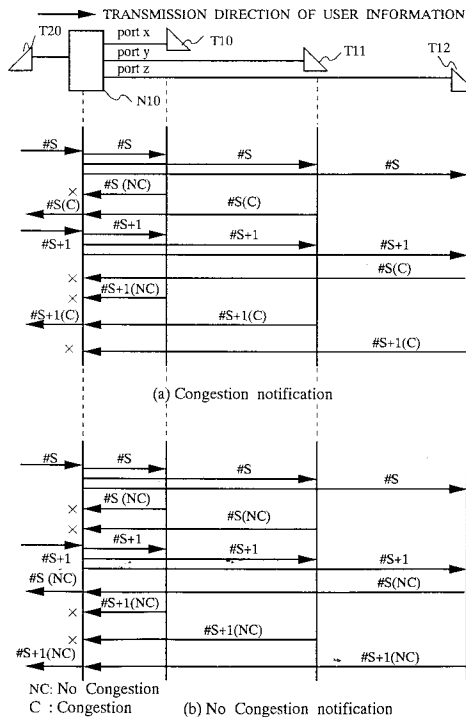 TRANSMISSION DIRECTION OF USER INFORMATION
T20 port x T10
port y T11
port z T12
N10
#S #S
#S
#S
#S (NC)
×
#S(C) #S(C)
#S+1 #S+1
#S+1
#S+1
#S(C)
×
#S+1(NC)
×
#S+1(C) #S+1(C)
#S+1(C)
×
(a) Congestion notification
#S #S
#S
#S
#S (NC)
×
#S(NC)
×
#S+1 #S+1
#S+1
#S+1
#S (NC) #S(NC)
#S+1(NC)
×
#S+1(NC)
×
#S+1(NC) #S+1(NC)
NC: No Congestion
C : Congestion (b) No Congestion notification